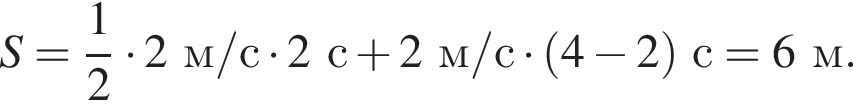 S = 1/2 · 2 м/с · 2 с + 2 м/с · (4 − 2) с = 6 м.